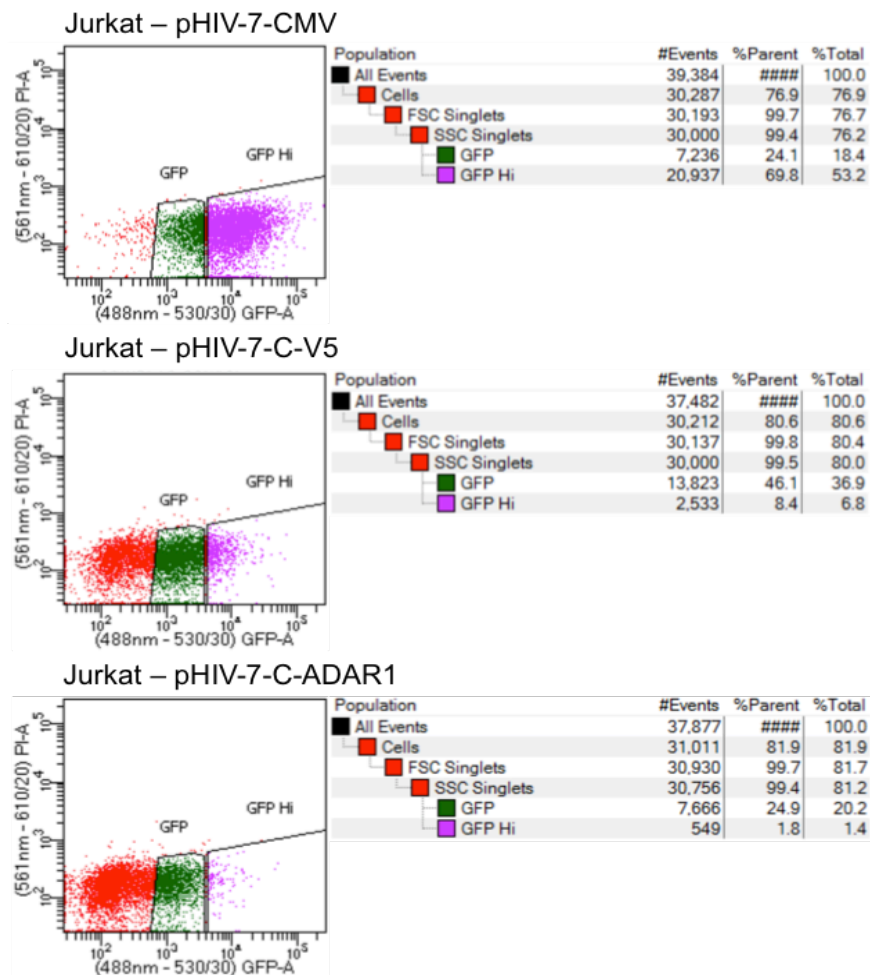 Jurkat – pHIV-7-CMV
(561nm - 610/20) PI-A
10^5
10^4
10^3
10^2
GFP
GFP Hi
10^2 10^3 10^4 10^5
(488nm - 530/30) GFP-A
Population #Events %Parent %Total
All Events 39,384 #### 100.0
Cells 30,287 76.9 76.9
FSC Singlets 30,193 99.7 76.7
SSC Singlets 30,000 99.4 76.2
GFP 7,236 24.1 18.4
GFP Hi 20,937 69.8 53.2
Jurkat – pHIV-7-C-V5
(561nm - 610/20) PI-A
10^5
10^4
10^3
10^2
GFP
GFP Hi
10^2 10^3 10^4 10^5
(488nm - 530/30) GFP-A
Population #Events %Parent %Total
All Events 37,482 #### 100.0
Cells 30,212 80.6 80.6
FSC Singlets 30,137 99.8 80.4
SSC Singlets 30,000 99.5 80.0
GFP 13,823 46.1 36.9
GFP Hi 2,533 8.4 6.8
Jurkat – pHIV-7-C-ADAR1
(561nm - 610/20) PI-A
10^5
10^4
10^3
10^2
GFP
GFP Hi
10^2 10^3 10^4 10^5
(488nm - 530/30) GFP-A
Population #Events %Parent %Total
All Events 37,877 #### 100.0
Cells 31,011 81.9 81.9
FSC Singlets 30,930 99.7 81.7
SSC Singlets 30,756 99.4 81.2
GFP 7,666 24.9 20.2
GFP Hi 549 1.8 1.4